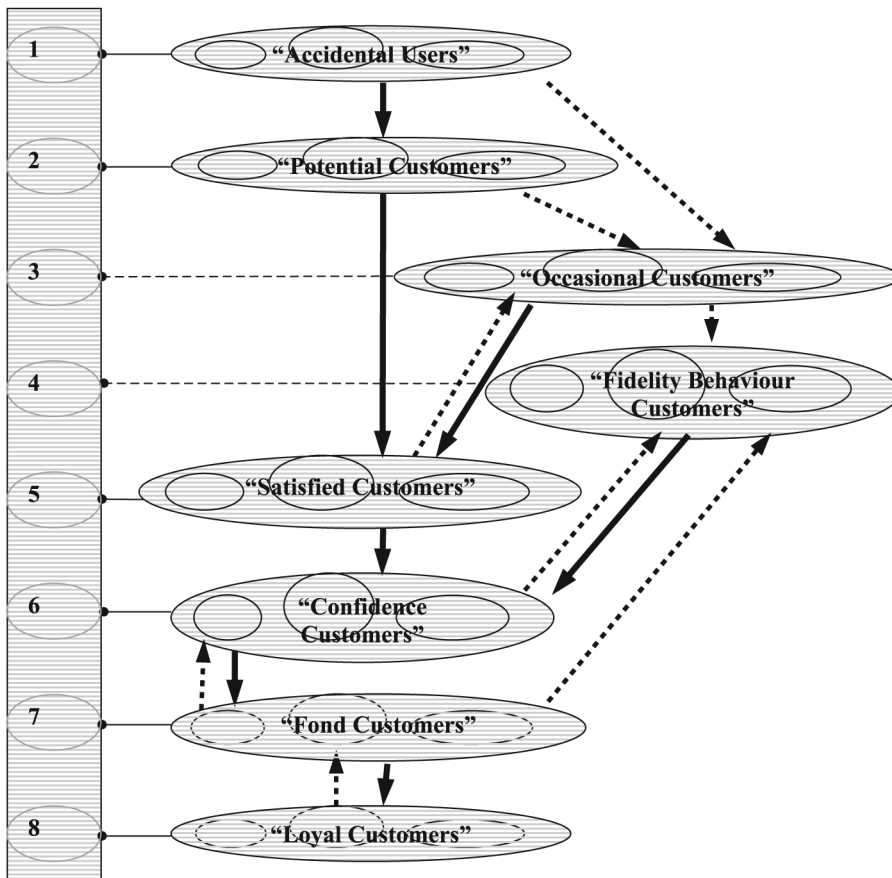 1
“Accidental Users”
2
“Potential Customers”
3
“Occasional Customers”
4
“Fidelity Behaviour
Customers”
5
“Satisfied Customers”
6
“Confidence
Customers”
7
“Fond Customers”
8
“Loyal Customers”